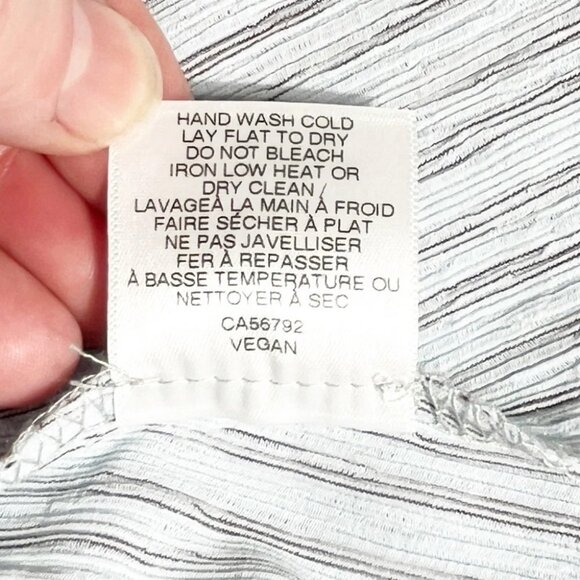 HAND WASH COLD
LAY FLAT TO DRY
DO NOT BLEACH
IRON LOW HEAT OR
DRY CLEAN /
LAVAGEÀ LA MAIN À FROID
FAIRE SÉCHER À PLAT
NE PAS JAVELLISER
FER À REPASSER
À BASSE TEMPERATURE OU
NETTOYER À SEC
CA56792
VEGAN